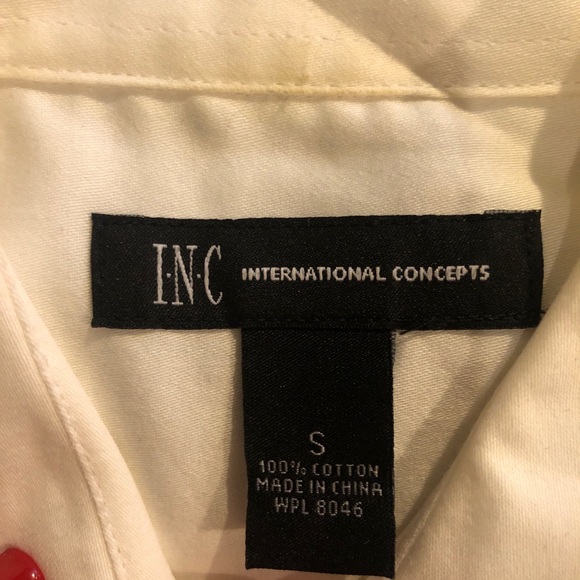 I·N·C INTERNATIONAL CONCEPTS
S
100% COTTON
MADE IN CHINA
WPL 8046